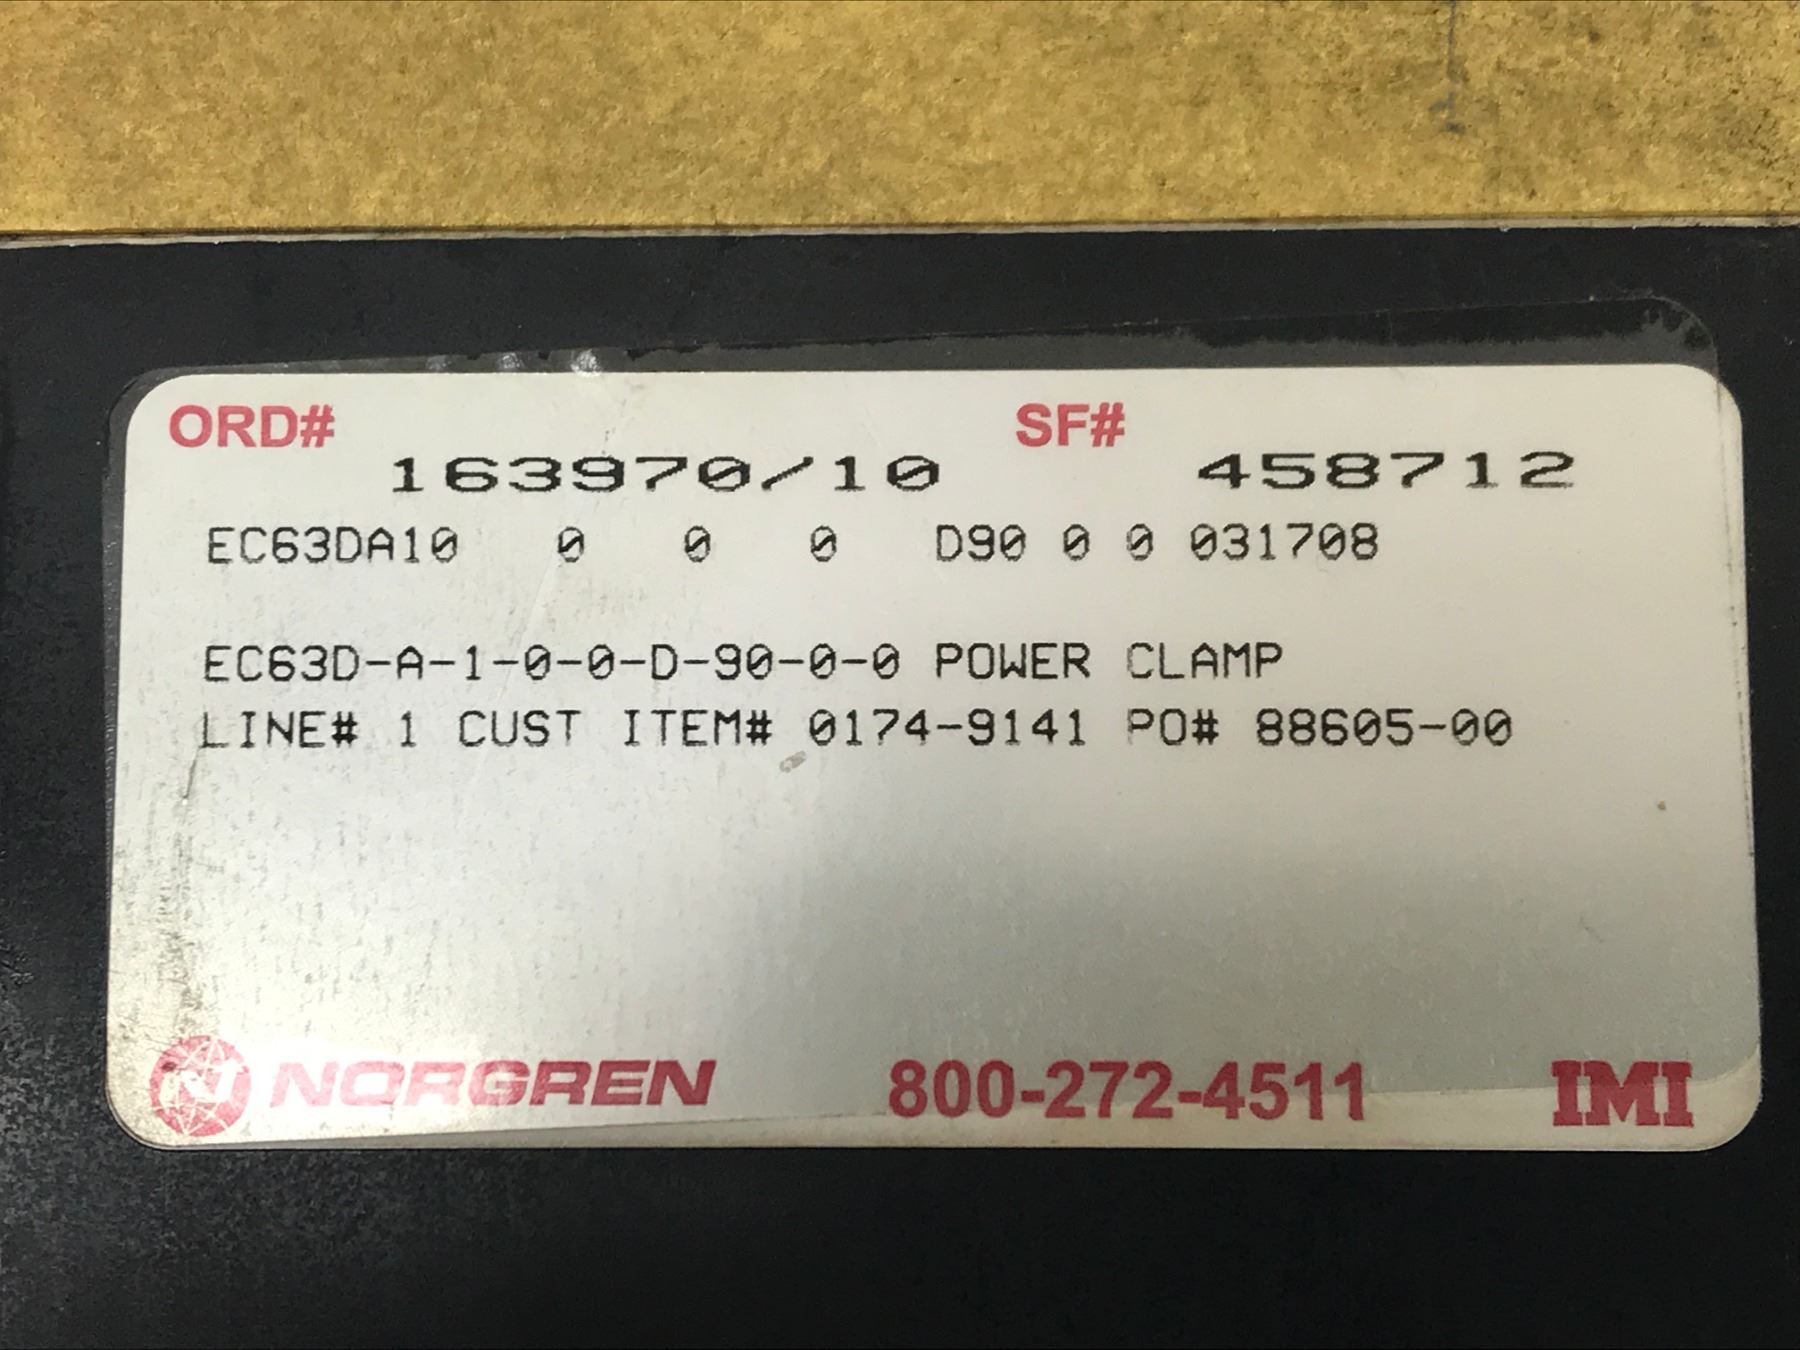 ORD# SF#
163970/10 458712
EC63DA10 0 0 0 D90 0 0 031708
EC63D-A-1-0-0-D-90-0-0 POWER CLAMP
LINE# 1 CUST ITEM# 0174-9141 PO# 88605-00
NORGREN 800-272-4511 IMI